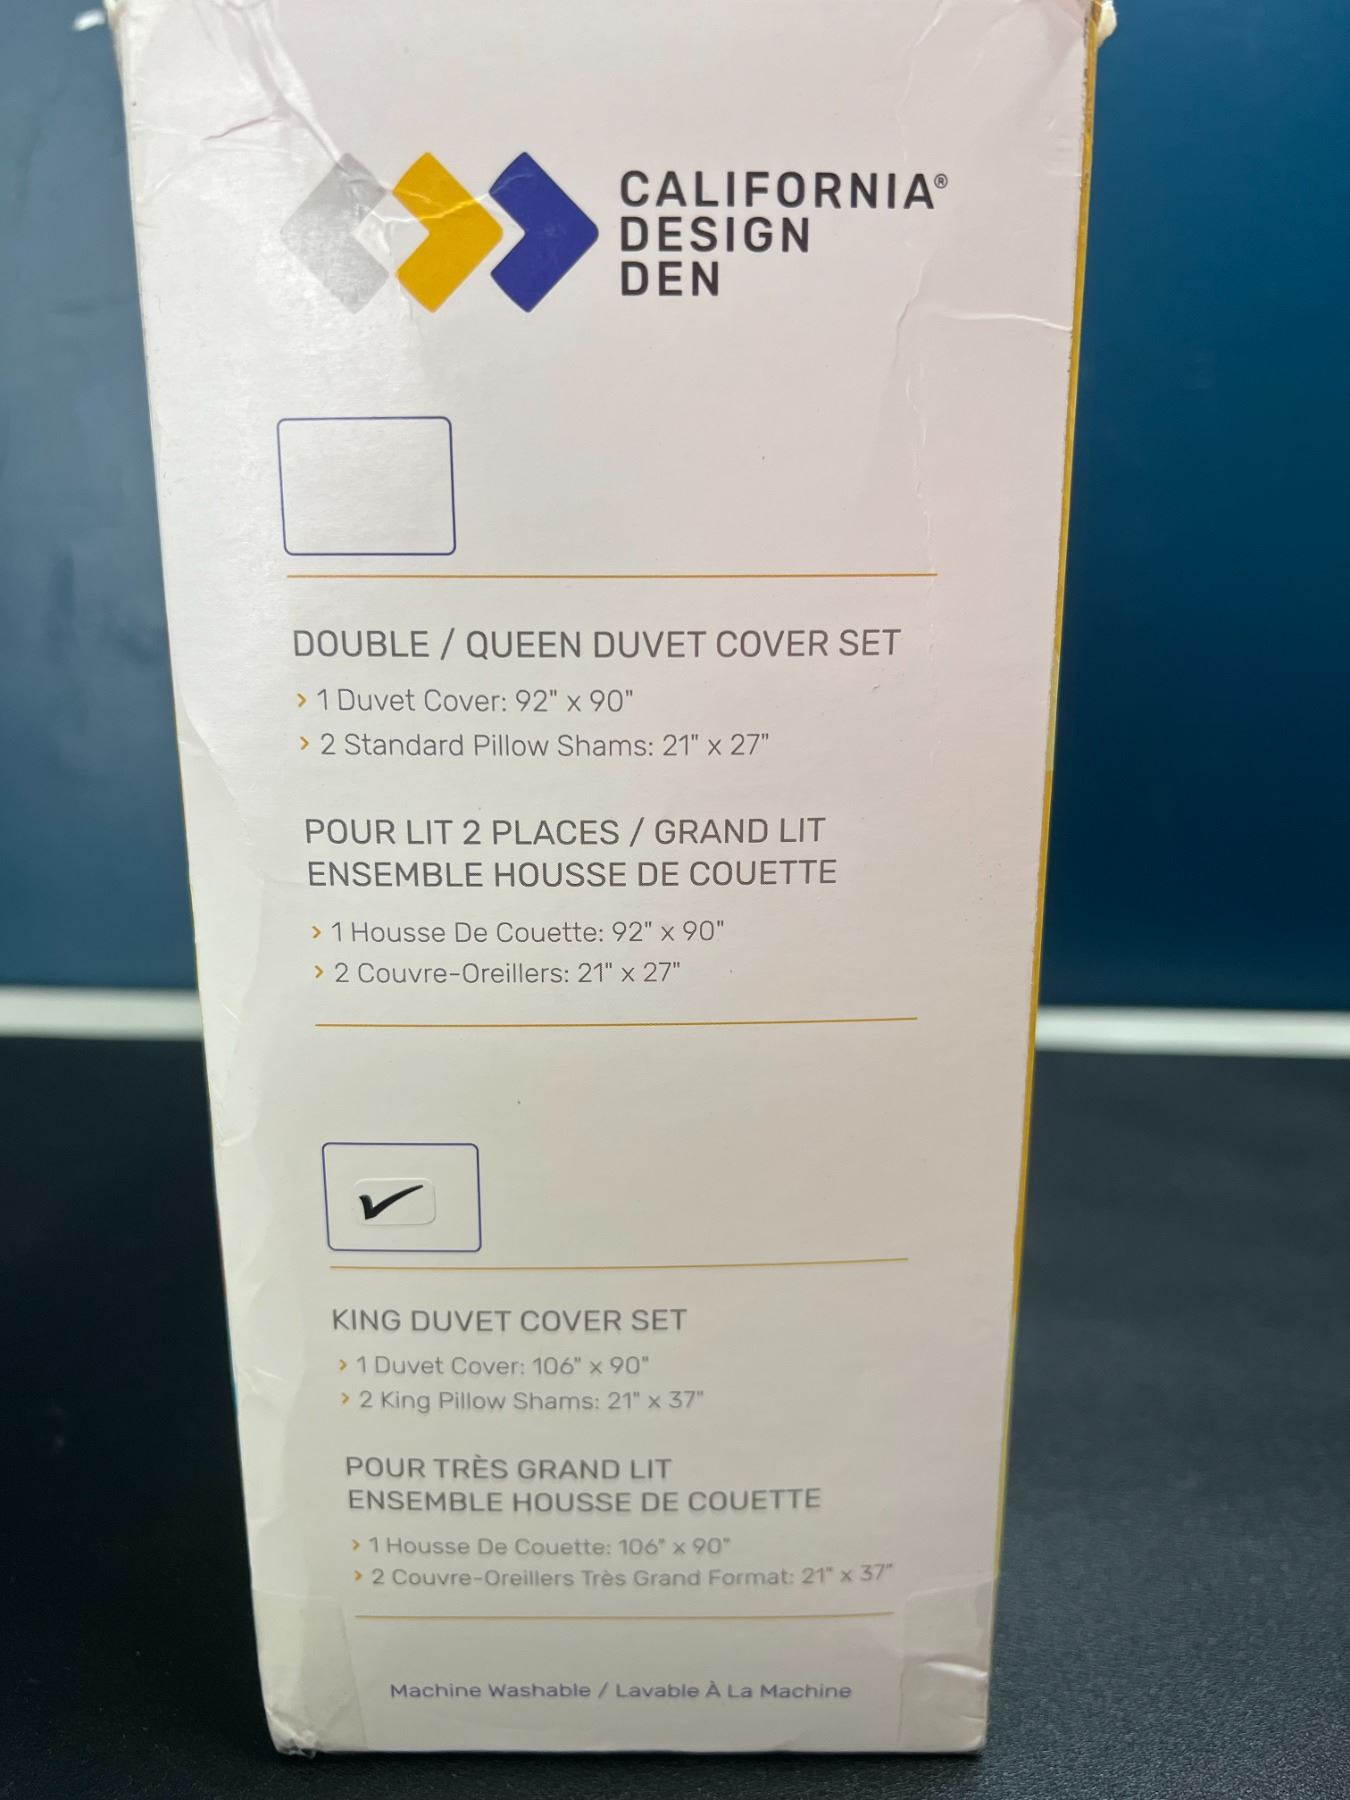 CALIFORNIA®
DESIGN
DEN
DOUBLE / QUEEN DUVET COVER SET
› 1 Duvet Cover: 92" x 90"
› 2 Standard Pillow Shams: 21" x 27"
POUR LIT 2 PLACES / GRAND LIT
ENSEMBLE HOUSSE DE COUETTE
› 1 Housse De Couette: 92" x 90"
› 2 Couvre-Oreillers: 21" x 27"
KING DUVET COVER SET
› 1 Duvet Cover: 106" x 90"
› 2 King Pillow Shams: 21" x 37"
POUR TRÈS GRAND LIT
ENSEMBLE HOUSSE DE COUETTE
› 1 Housse De Couette: 106" x 90"
› 2 Couvre-Oreillers Très Grand Format: 21" x 37"
Machine Washable / Lavable À La Machine